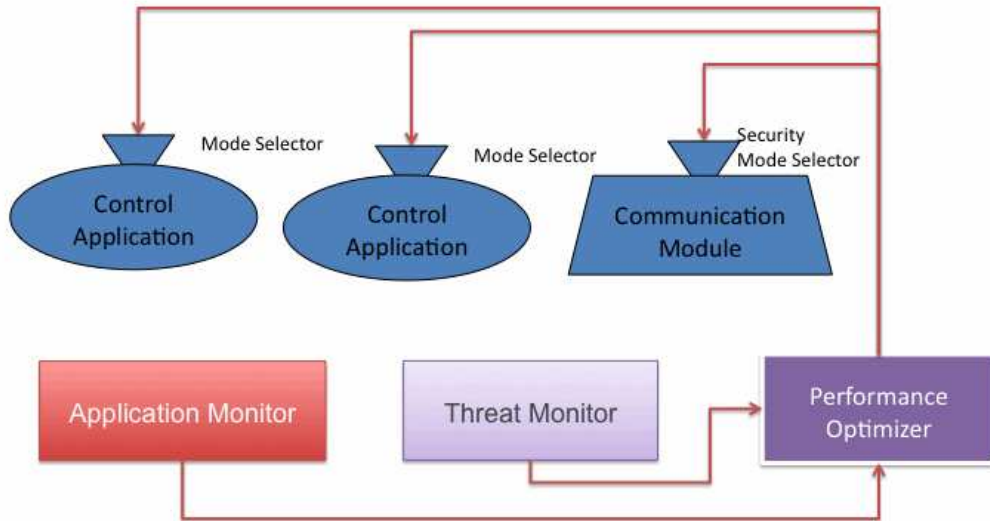 Mode Selector
Mode Selector
Security
Mode Selector
Control
Application
Control
Application
Communication
Module
Application Monitor
Threat Monitor
Performance
Optimizer